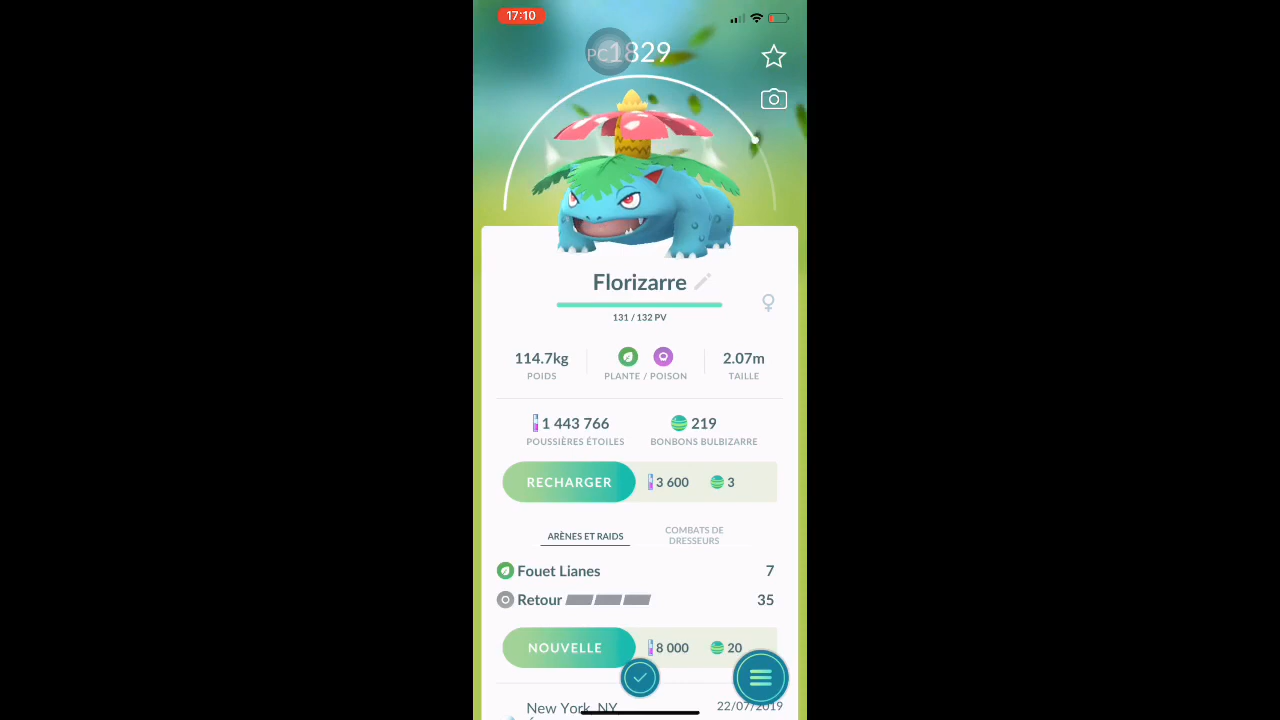 17:10
PC1829
Florizarre
131 / 132 PV
114.7kg
POIDS
PLANTE / POISON
2.07m
TAILLE
1 443 766
POUSSIÈRES ÉTOILES
219
BONBONS BULBIZARRE
RECHARGER 3 600 3
ARÈNES ET RAIDS
COMBATS DE
DRESSEURS
Fouet Lianes 7
Retour 35
NOUVELLE 8 000 20
New York, NY
22/07/2019